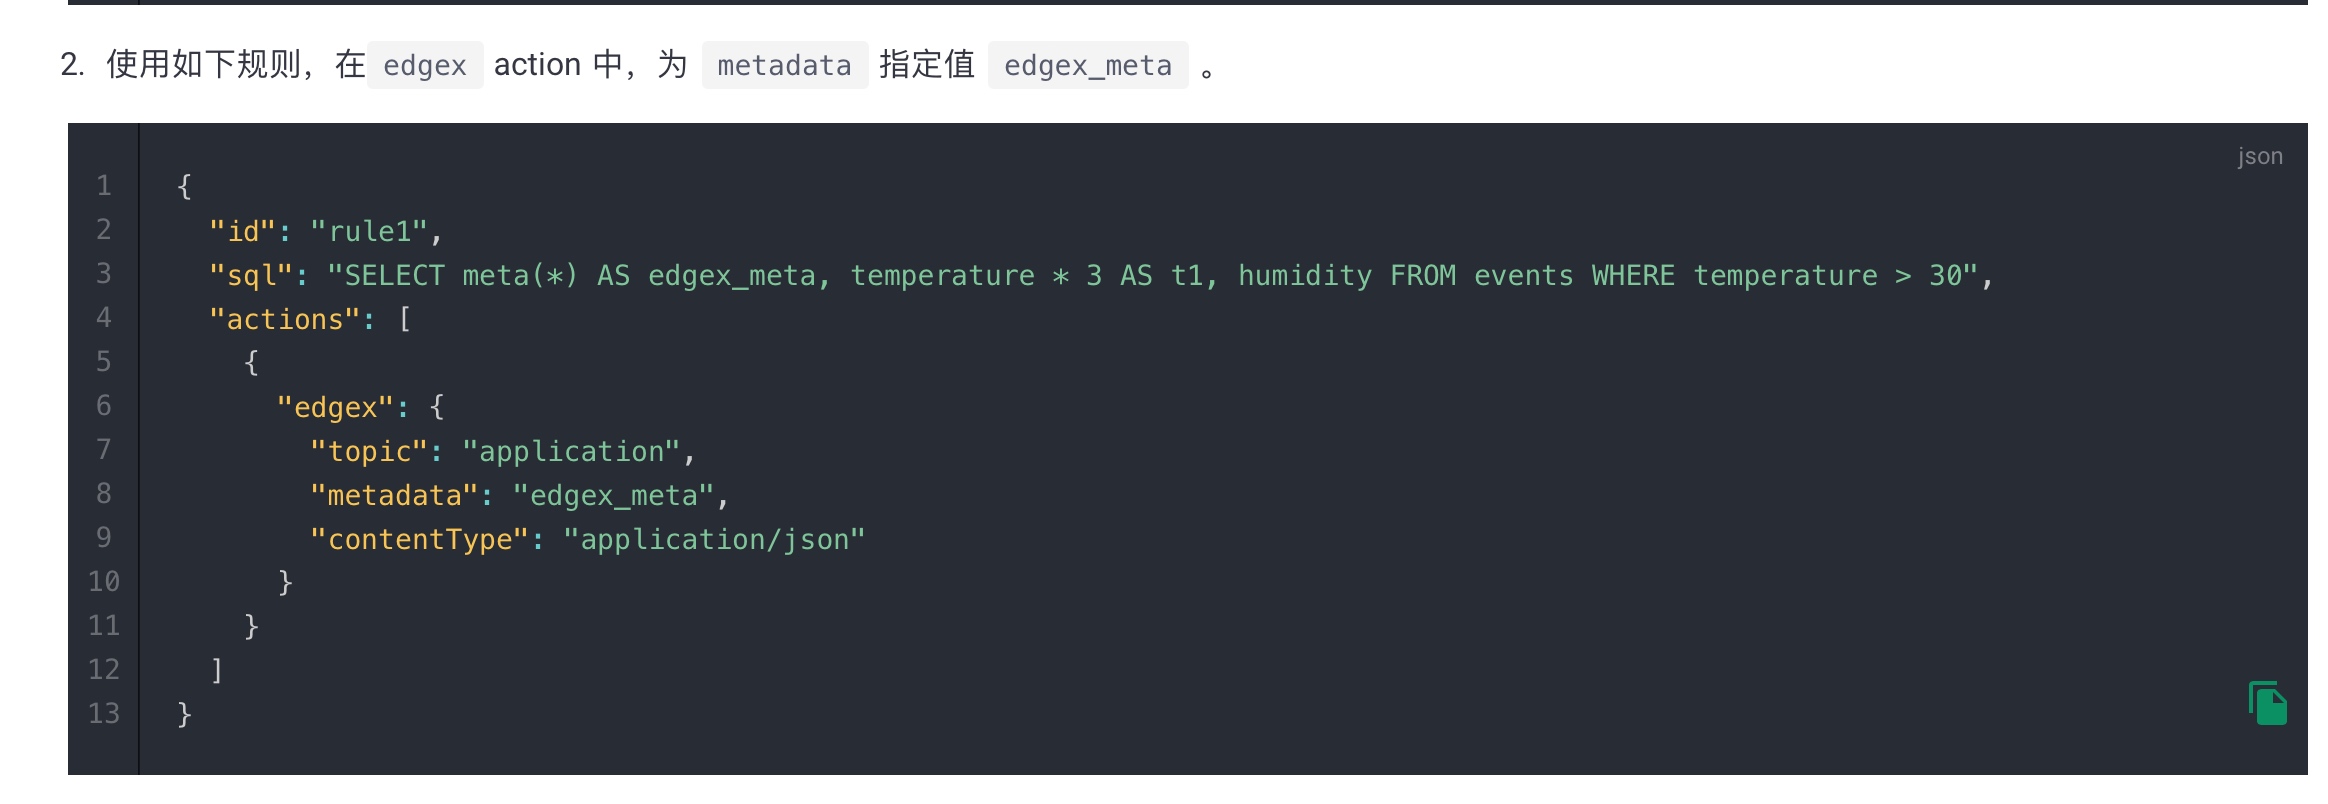 2. 使用如下规则，在 edgex action 中，为 metadata 指定值 edgex_meta 。
json
1 {
2   "id": "rule1",
3   "sql": "SELECT meta(*) AS edgex_meta, temperature * 3 AS t1, humidity FROM events WHERE temperature > 30",
4   "actions": [
5     {
6       "edgex": {
7         "topic": "application",
8         "metadata": "edgex_meta",
9         "contentType": "application/json"
10       }
11     }
12   ]
13 }